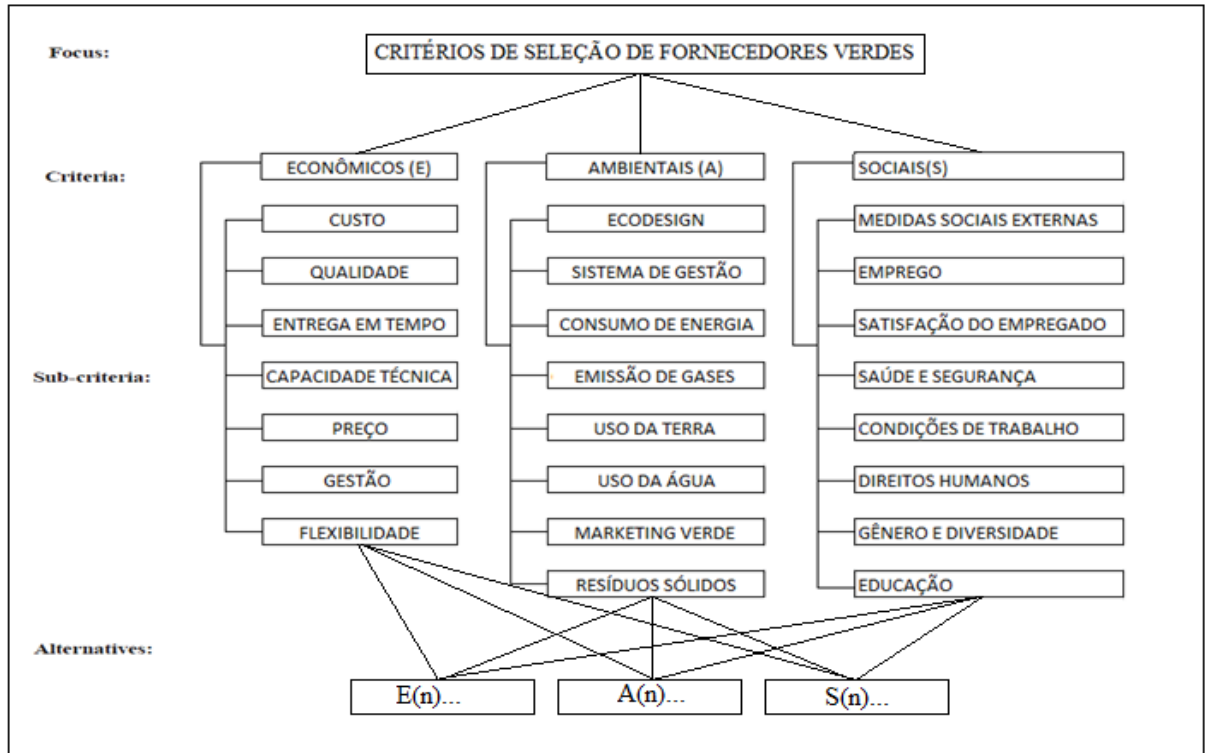 Focus:
CRITÉRIOS DE SELEÇÃO DE FORNECEDORES VERDES
Criteria:
ECONÔMICOS (E)
AMBIENTAIS (A)
SOCIAIS(S)
Sub-criteria:
CUSTO
QUALIDADE
ENTREGA EM TEMPO
CAPACIDADE TÉCNICA
PREÇO
GESTÃO
FLEXIBILIDADE
ECODESIGN
SISTEMA DE GESTÃO
CONSUMO DE ENERGIA
EMISSÃO DE GASES
USO DA TERRA
USO DA ÁGUA
MARKETING VERDE
RESÍDUOS SÓLIDOS
MEDIDAS SOCIAIS EXTERNAS
EMPREGO
SATISFAÇÃO DO EMPREGADO
SAÚDE E SEGURANÇA
CONDIÇÕES DE TRABALHO
DIREITOS HUMANOS
GÊNERO E DIVERSIDADE
EDUCAÇÃO
Alternatives:
E(n)...
A(n)...
S(n)...